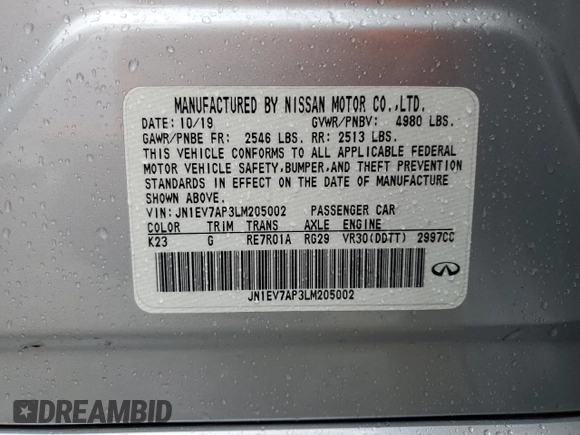 MANUFACTURED BY NISSAN MOTOR CO.,LTD.
DATE: 10/19 GVWR/PNBV: 4980 LBS.
GAWR/PNBE FR: 2546 LBS. RR: 2513 LBS.
THIS VEHICLE CONFORMS TO ALL APPLICABLE FEDERAL
MOTOR VEHICLE SAFETY,BUMPER,AND THEFT PREVENTION
STANDARDS IN EFFECT ON THE DATE OF MANUFACTURE
SHOWN ABOVE.
VIN: JN1EV7AP3LM205002 PASSENGER CAR
COLOR TRIM TRANS AXLE ENGINE
K23 G RE7R01A RG29 VR30(DDTT) 2997CC
JN1EV7AP3LM205002
DREAMBID